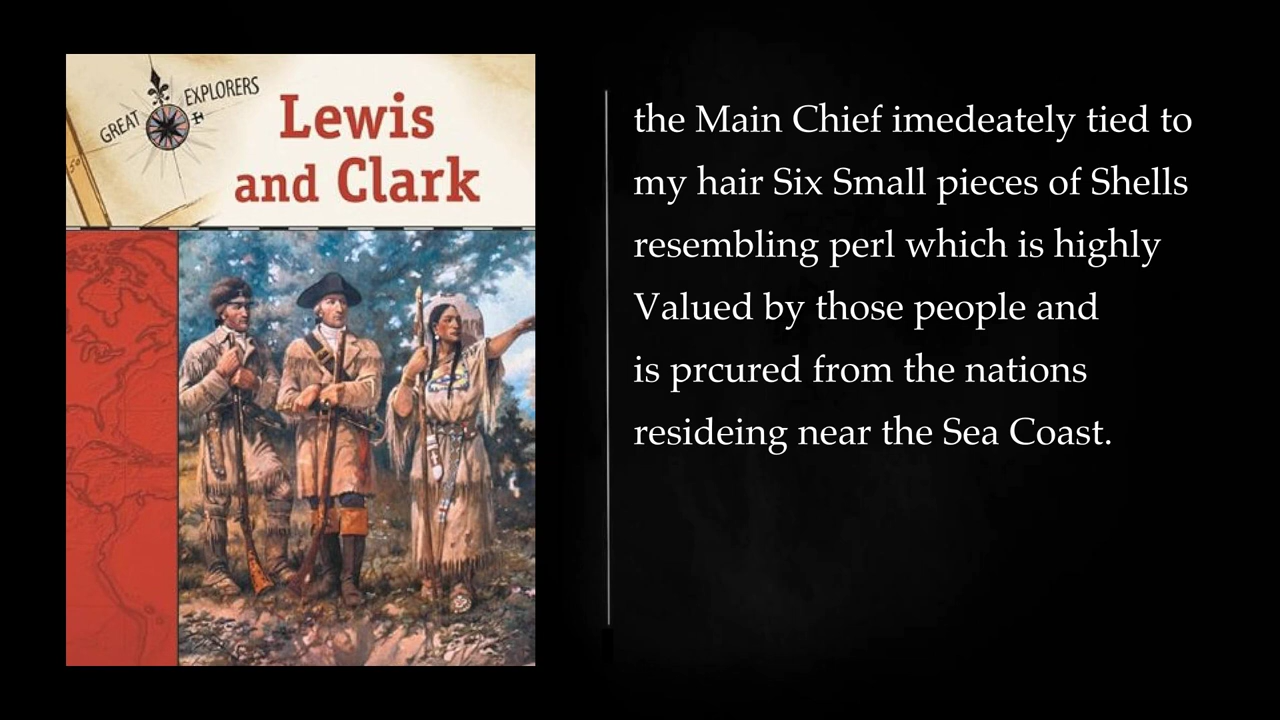 GREAT EXPLORERS
Lewis
and Clark
the Main Chief imedeately tied to
my hair Six Small pieces of Shells
resembling perl which is highly
Valued by those people and
is prcured from the nations
resideing near the Sea Coast.